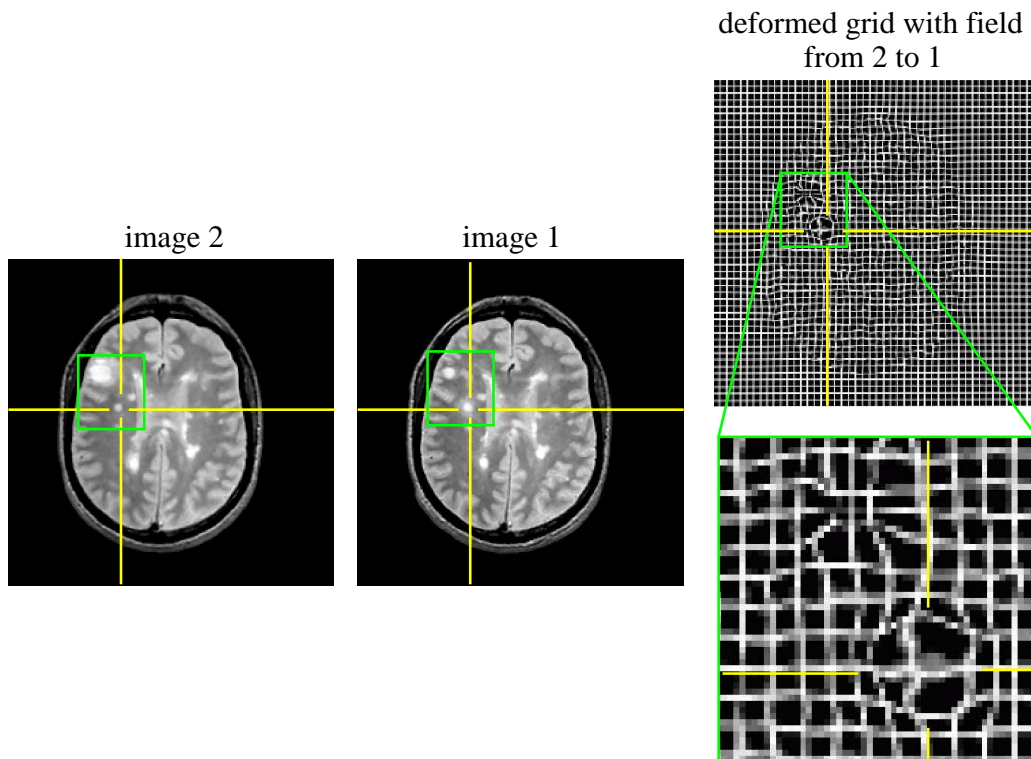 deformed grid with field
from 2 to 1
image 2
image 1